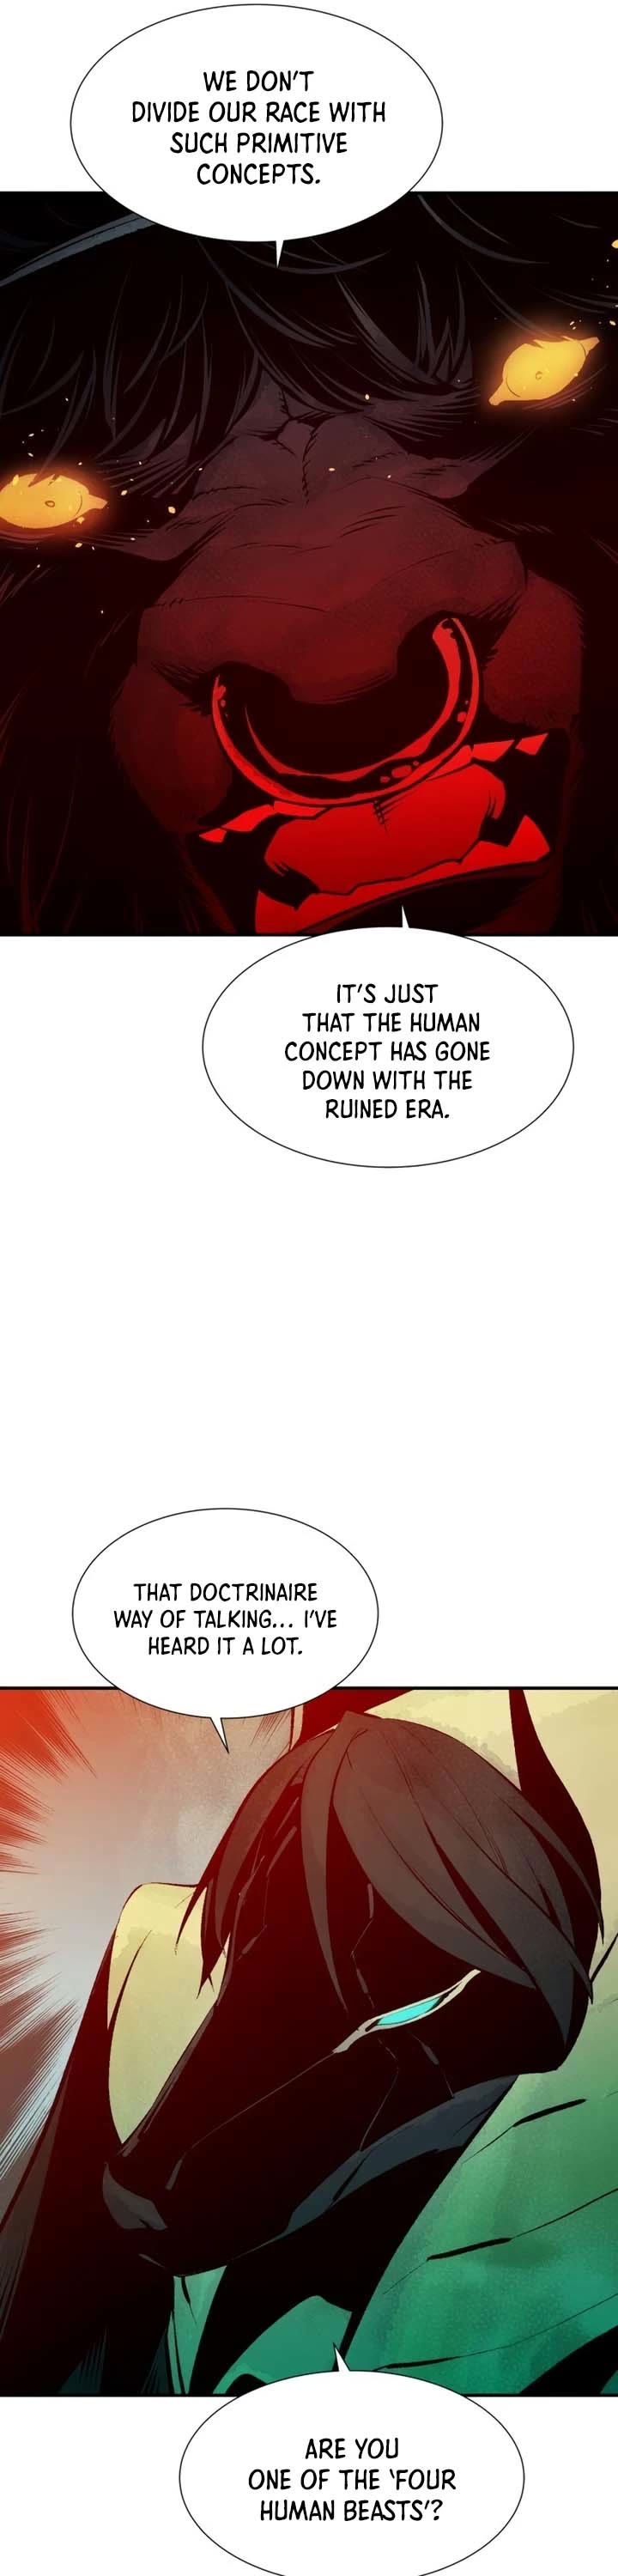 WE DON'T
DIVIDE OUR RACE WITH
SUCH PRIMITIVE
CONCEPTS.
IT'S JUST
THAT THE HUMAN
CONCEPT HAS GONE
DOWN WITH THE
RUINED ERA.
THAT DOCTRINAIRE
WAY OF TALKING... I'VE
HEARD IT A LOT.
ARE YOU
ONE OF THE 'FOUR
HUMAN BEASTS'?